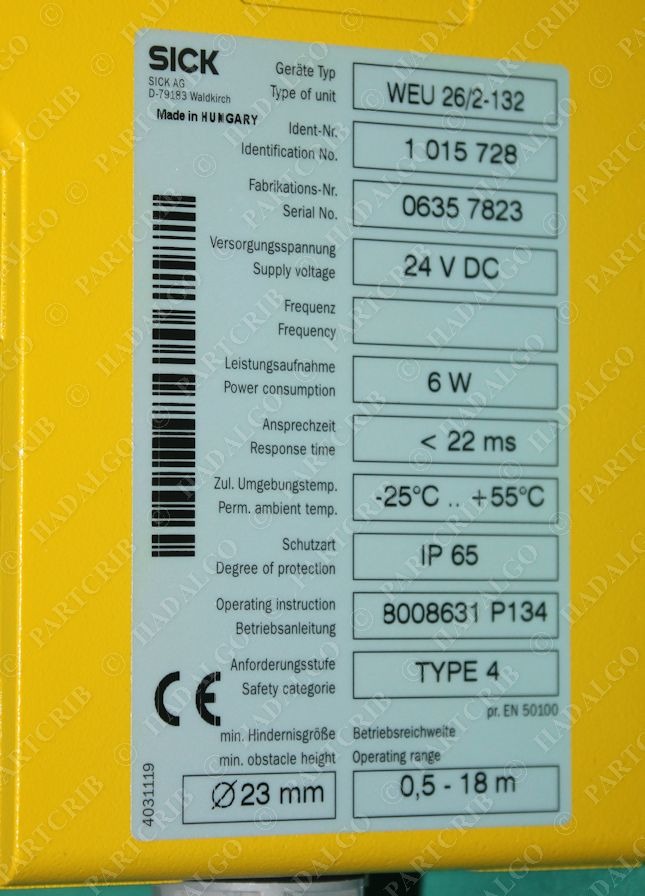 SICK
SICK AG
D-79183 Waldkirch
Made in HUNGARY
Geräte Typ
Type of unit
WEU 26/2-132
Ident-Nr.
Identification No.
1 015 728
Fabrikations-Nr.
Serial No.
0635 7823
Versorgungsspannung
Supply voltage
24 V DC
Frequenz
Frequency
Leistungsaufnahme
Power consumption
6 W
Ansprechzeit
Response time
< 22 ms
Zul. Umgebungstemp.
Perm. ambient temp.
-25°C .. +55°C
Schutzart
Degree of protection
IP 65
Operating instruction
Betriebsanleitung
8008631 P134
Anforderungsstufe
Safety categorie
TYPE 4
pr. EN 50100
CE
min. Hindernisgröße
min. obstacle height
Ø 23 mm
Betriebsreichweite
Operating range
0,5 - 18 m
4031119
© HADALGO © PARTCRIB